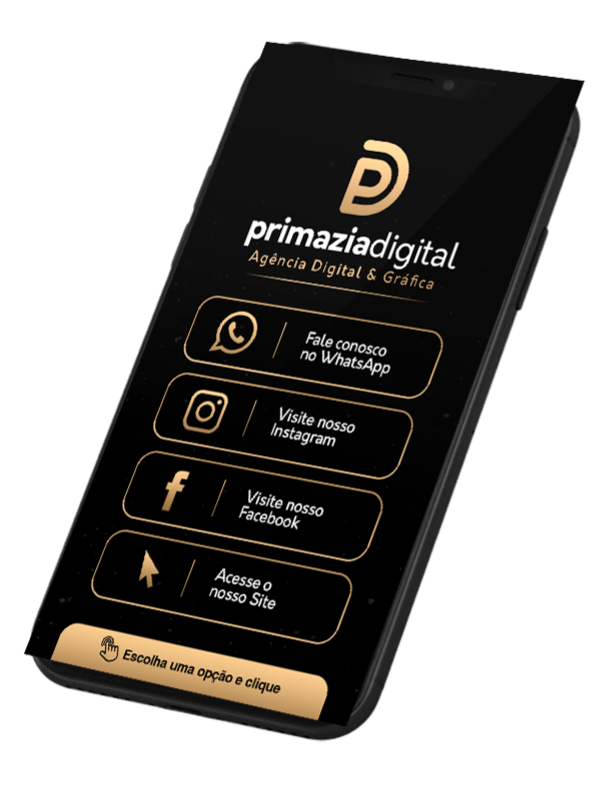 primaziadigital
Agência Digital & Gráfica
Fale conosco
no WhatsApp
Visite nosso
Instagram
Visite nosso
Facebook
Acesse o
nosso Site
Escolha uma opção e clique